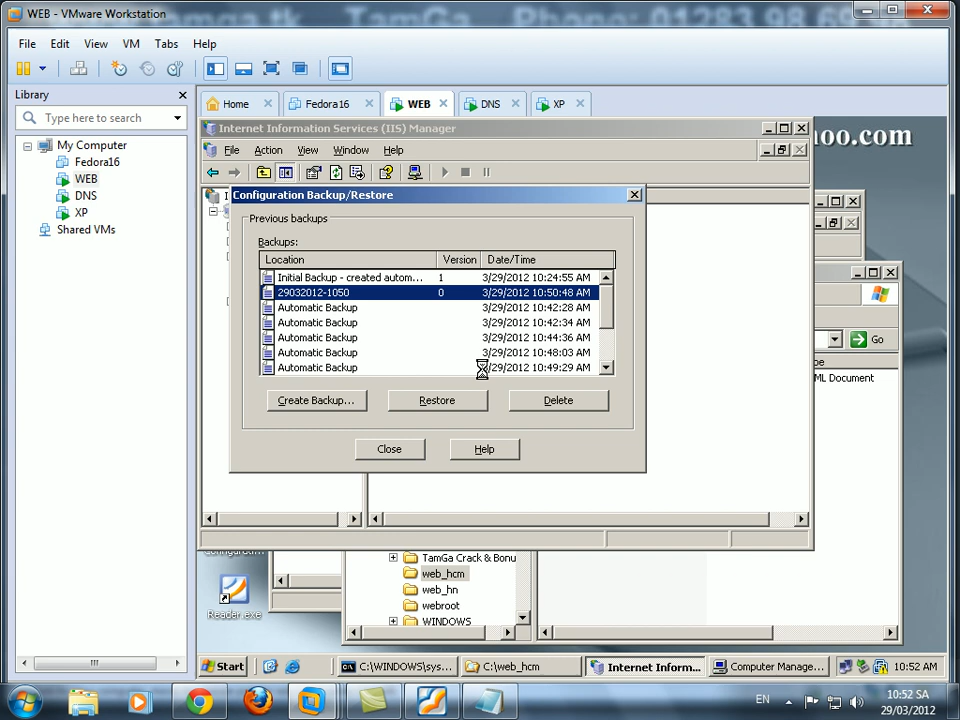 WEB - VMware Workstation
TamGa Phone: 01283.98.69
File Edit View VM Tabs Help
Library
Type here to search
My Computer
Fedora16
WEB
DNS
XP
Shared VMs
Home Fedora16 WEB DNS XP
Internet Information Services (IIS) Manager
File Action View Window Help
Configuration Backup/Restore
Previous backups
Backups:
Location Version Date/Time
Initial Backup - created autom... 1 3/29/2012 10:24:55 AM
29032012-1050 0 3/29/2012 10:50:48 AM
Automatic Backup 3/29/2012 10:42:28 AM
Automatic Backup 3/29/2012 10:42:34 AM
Automatic Backup 3/29/2012 10:44:36 AM
Automatic Backup 3/29/2012 10:48:03 AM
Automatic Backup 3/29/2012 10:49:29 AM
Create Backup... Restore Delete
Close Help
oo.com
Go
pe
ML Document
TamGa Crack & Bonu
web_hcm
web_hn
webroot
WINDOWS
Reader.exe
Start C:\WINDOWS\sys... C:\web_hcm Internet Inform... Computer Manage... 10:52 AM
EN 10:52 SA
29/03/2012